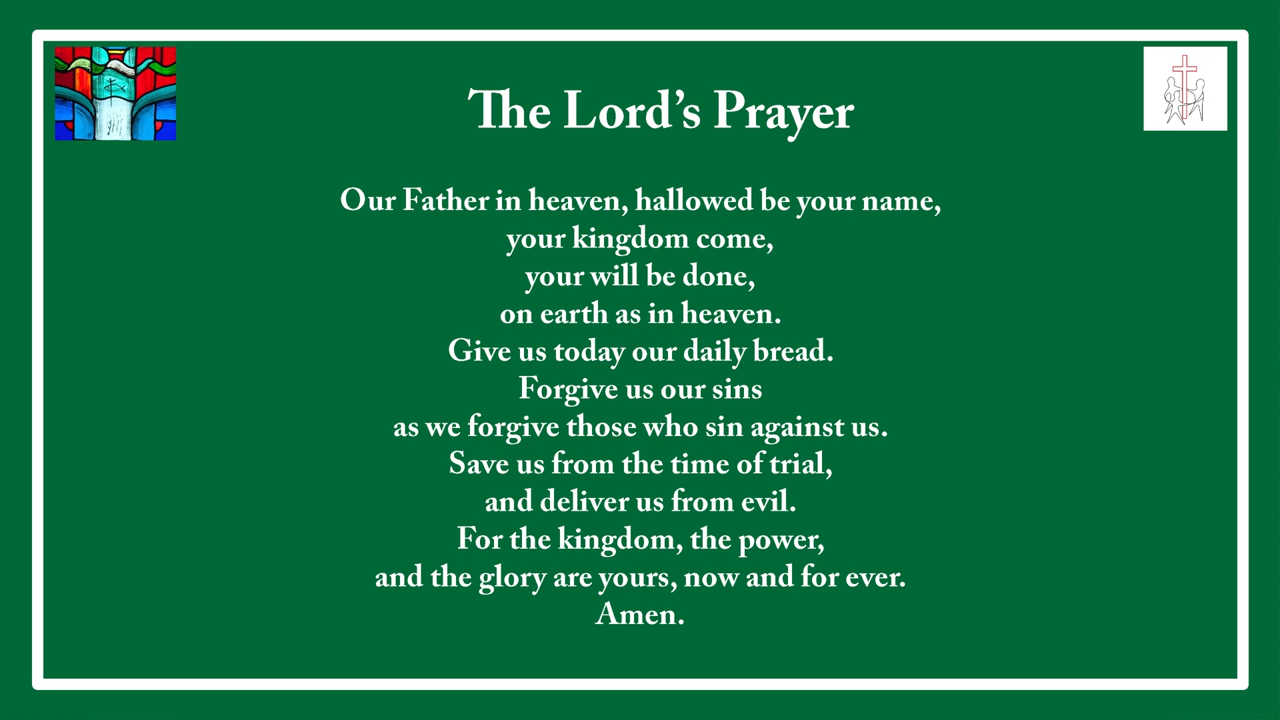 The Lord’s Prayer
Our Father in heaven, hallowed be your name,
your kingdom come,
your will be done,
on earth as in heaven.
Give us today our daily bread.
Forgive us our sins
as we forgive those who sin against us.
Save us from the time of trial,
and deliver us from evil.
For the kingdom, the power,
and the glory are yours, now and for ever.
Amen.